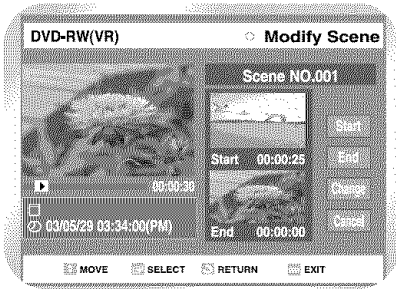 DVD-RW(VR)
Modify Scene
Scene NO.001
Start 00:00:25
End 00:00:00
00:00:30
03/05/29 03:34:00(PM)
Start
End
Change
Cancel
MOVE SELECT RETURN EXIT